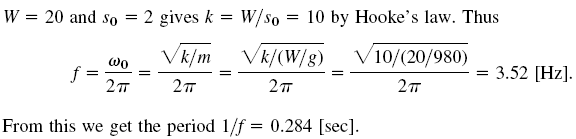 W = 20 and s₀ = 2 gives k = W/s₀ = 10 by Hooke's law. Thus
f = ω₀/2π = √(k/m)/2π = √(k/(W/g))/2π = √(10/(20/980))/2π = 3.52 [Hz].
From this we get the period 1/f = 0.284 [sec].